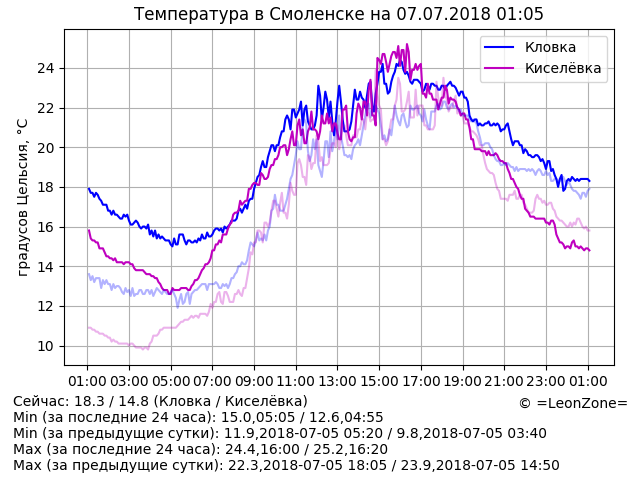 Температура в Смоленске на 07.07.2018 01:05
Кловка
Киселёвка
градусов Цельсия, °C
24
22
20
18
16
14
12
10
01:00 03:00 05:00 07:00 09:00 11:00 13:00 15:00 17:00 19:00 21:00 23:00 01:00
Сейчас: 18.3 / 14.8 (Кловка / Киселёвка)
© =LeonZone=
Min (за последние 24 часа): 15.0,05:05 / 12.6,04:55
Min (за предыдущие сутки): 11.9,2018-07-05 05:20 / 9.8,2018-07-05 03:40
Max (за последние 24 часа): 24.4,16:00 / 25.2,16:20
Max (за предыдущие сутки): 22.3,2018-07-05 18:05 / 23.9,2018-07-05 14:50